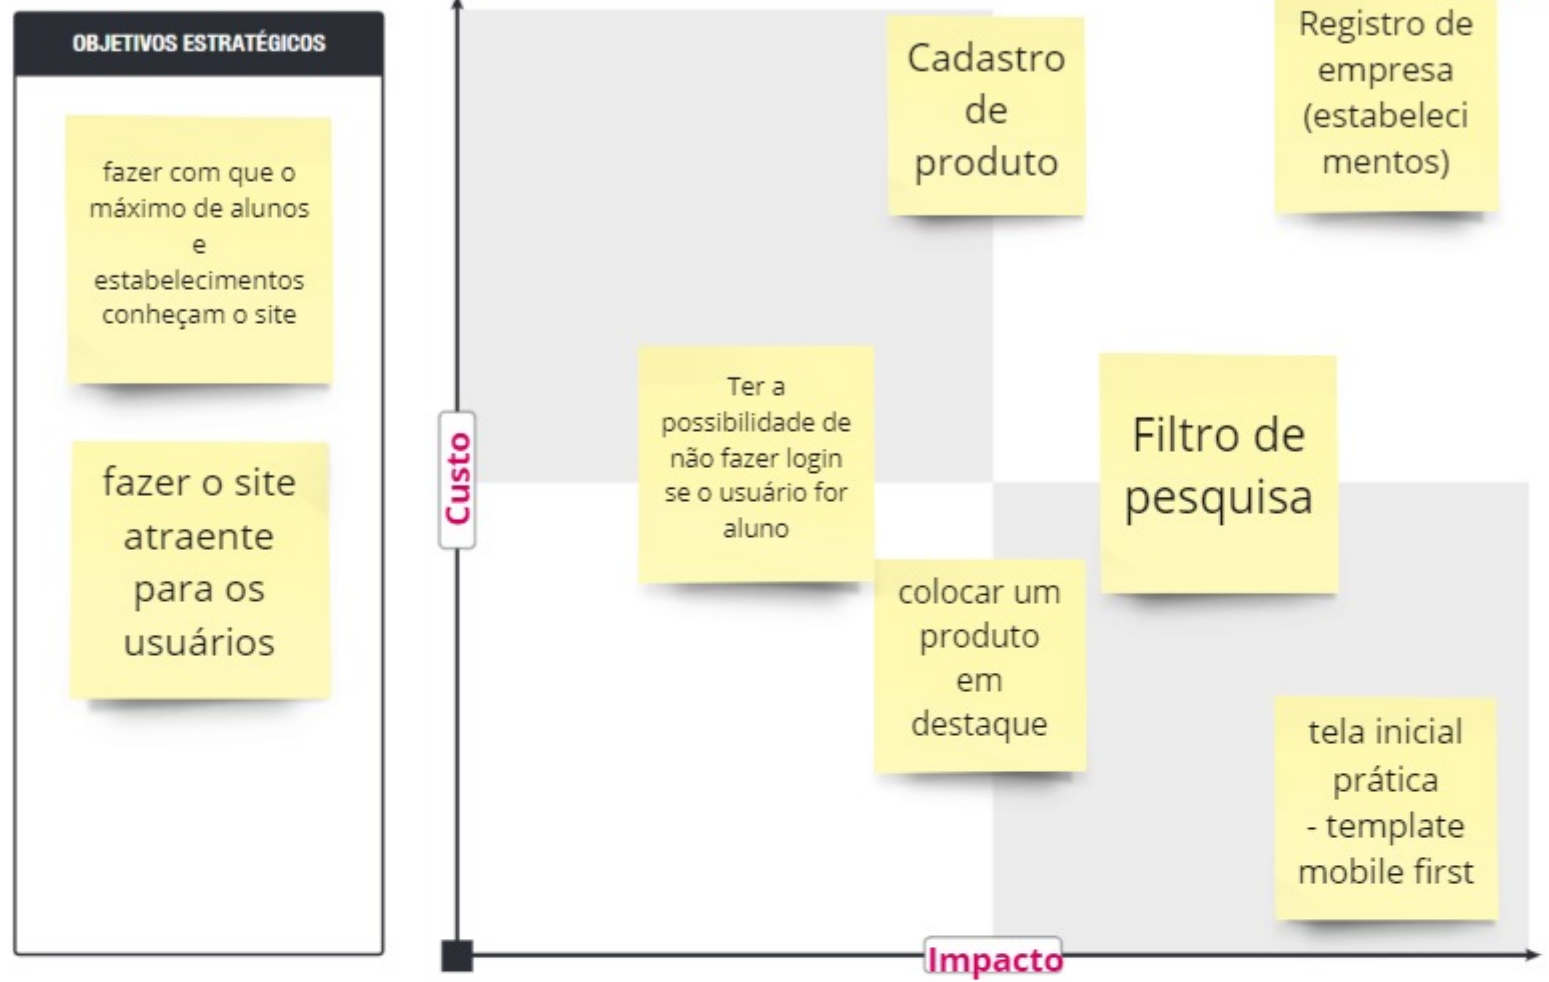 OBJETIVOS ESTRATÉGICOS
fazer com que o
máximo de alunos
e
estabelecimentos
conheçam o site
fazer o site
atraente
para os
usuários
Custo
Cadastro
de
produto
Registro de
empresa
(estabeleci
mentos)
Ter a
possibilidade de
não fazer login
se o usuário for
aluno
Filtro de
pesquisa
colocar um
produto
em
destaque
tela inicial
prática
- template
mobile first
Impacto